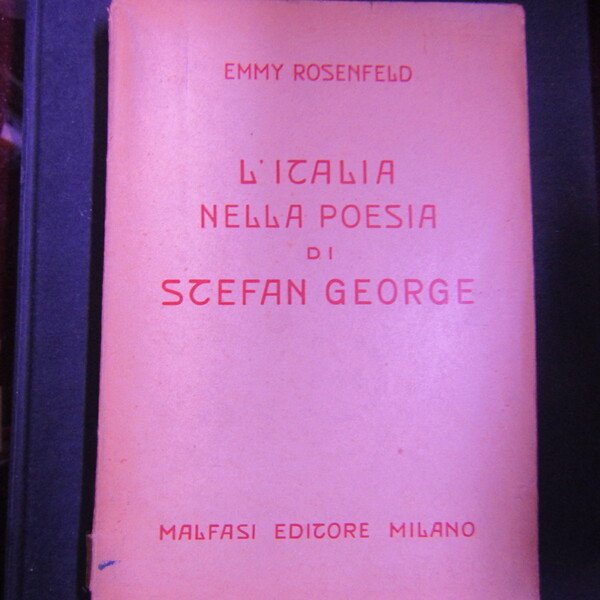 EMMY ROSENFELD
L'ITALIA
NELLA POESIA
DI
STEFAN GEORGE
MALFASI EDITORE MILANO